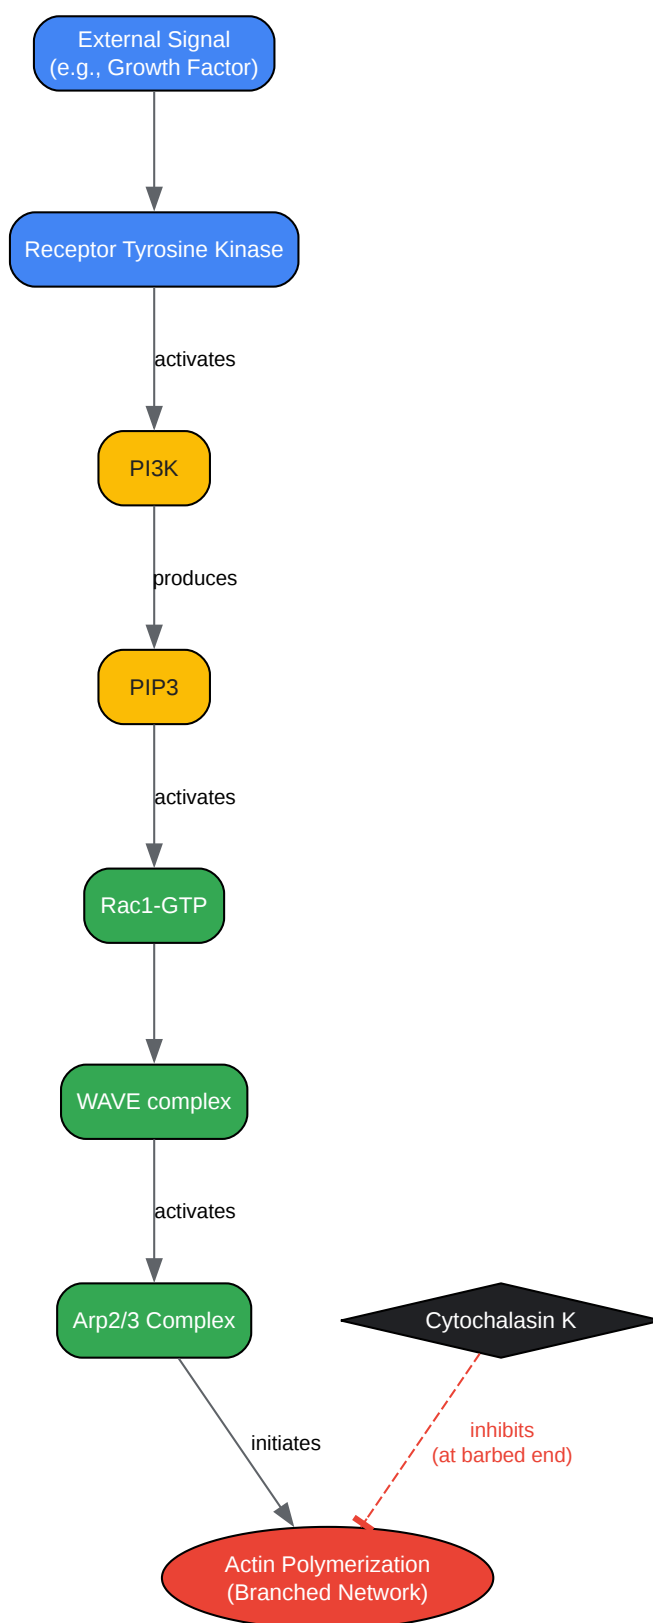 External Signal
(e.g., Growth Factor)
Receptor Tyrosine Kinase
activates
PI3K
produces
PIP3
activates
Rac1-GTP
WAVE complex
activates
Arp2/3 Complex
Cytochalasin K
initiates
inhibits
(at barbed end)
Actin Polymerization
(Branched Network)